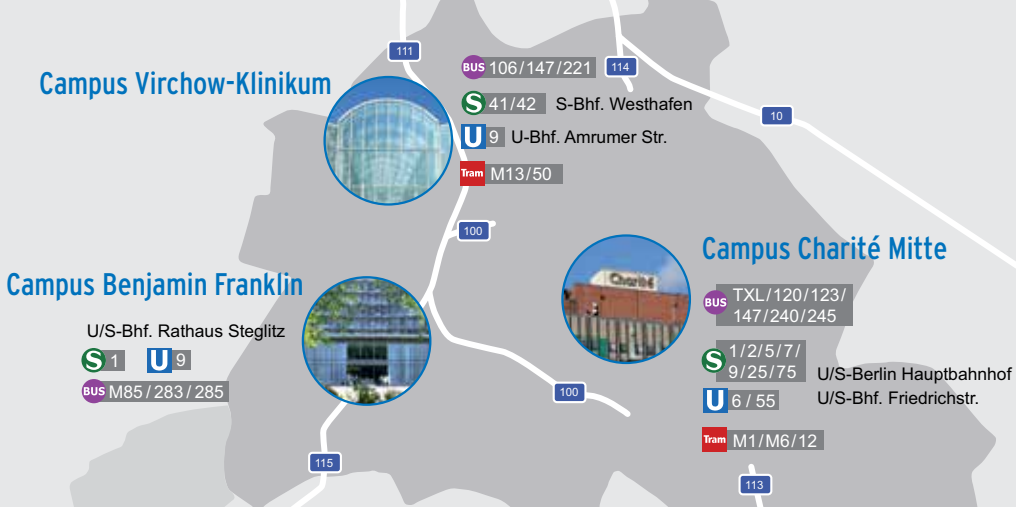 111
Campus Virchow-Klinikum
BUS 106/147/221
114
S 41/42 S-Bhf. Westhafen
U 9 U-Bhf. Amrumer Str.
Tram M13/50
10
100
Campus Benjamin Franklin
U/S-Bhf. Rathaus Steglitz
S 1 U 9
BUS M85/283/285
Charité
Campus Charité Mitte
BUS TXL/120/123/
147/240/245
S 1/2/5/7/
9/25/75
U/S-Berlin Hauptbahnhof
U 6/55 U/S-Bhf. Friedrichstr.
Tram M1/M6/12
100
115
113